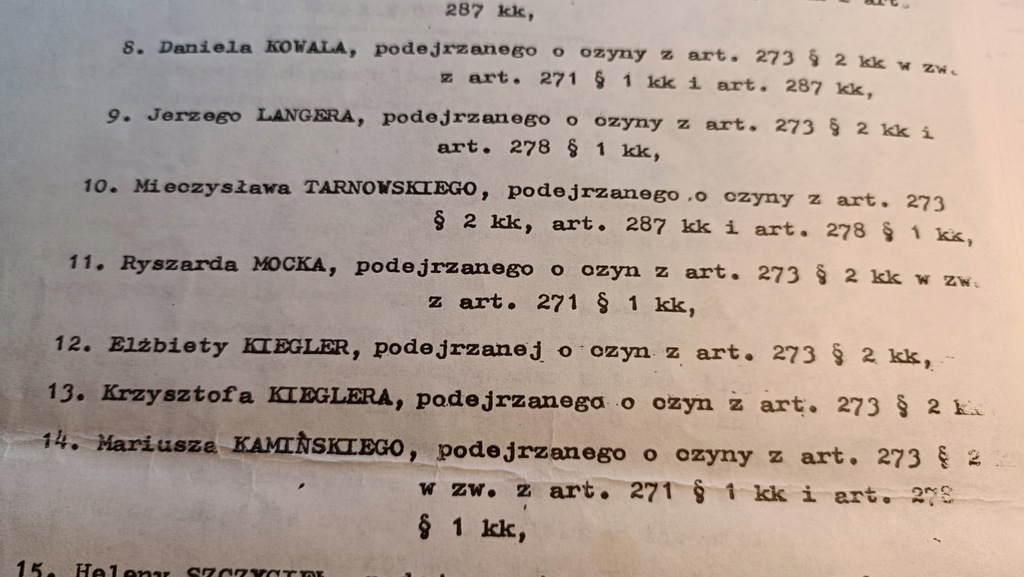 art.
287 kk,
8. Daniela KOWALA, podejrzanego o czyny z art. 273 § 2 kk w zw.
z art. 271 § 1 kk i art. 287 kk,
9. Jerzego LANGERA, podejrzanego o czyny z art. 273 § 2 kk i
art. 278 § 1 kk,
10. Mieczysława TARNOWSKIEGO, podejrzanego o czyny z art. 273
§ 2 kk, art. 287 kk i art. 278 § 1 kk,
11. Ryszarda MOCKA, podejrzanego o czyn z art. 273 § 2 kk w zw.
z art. 271 § 1 kk,
12. Elżbiety KIEGLER, podejrzanej o czyn z art. 273 § 2 kk,
13. Krzysztofa KIEGLERA, podejrzanego o czyn z art. 273 § 2 kk
14. Mariusza KAMIŃSKIEGO, podejrzanego o czyny z art. 273 § 2
w zw. z art. 271 § 1 kk i art. 278
§ 1 kk,
15. Heleny